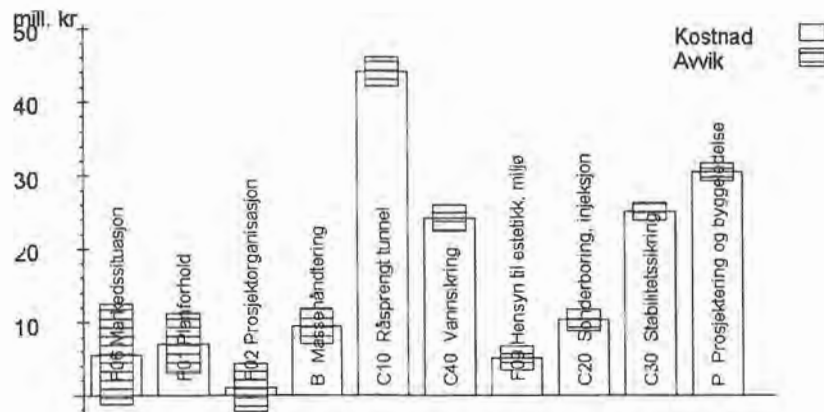 mill. kr
50
40
30
20
10
Kostnad
Avvik
F06 Markedssituasjon
F01 Planforhold
F02 Prosjektorganisasjon
B Massehåndtering
C10 Råsprengt tunnel
C40 Vannsikring
F09 Hensyn til estetikk, miljø
C20 Sonderboring, injeksjon
C30 Stabilitetssikring
P Prosjektering og byggeledelse